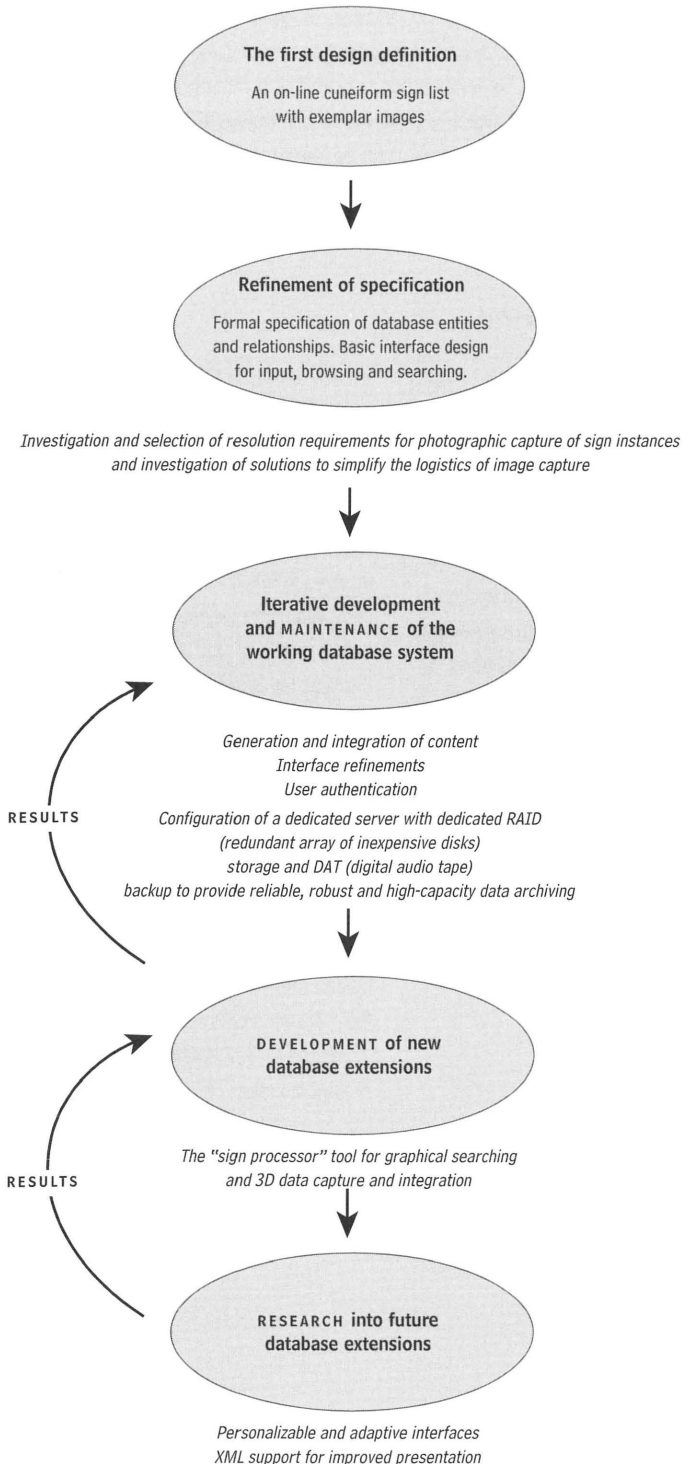 The first design definition
An on-line cuneiform sign list
with exemplar images
Refinement of specification
Formal specification of database entities
and relationships. Basic interface design
for input, browsing and searching.
Investigation and selection of resolution requirements for photographic capture of sign instances
and investigation of solutions to simplify the logistics of image capture
Iterative development
and MAINTENANCE of the
working database system
Generation and integration of content
Interface refinements
User authentication
RESULTS
Configuration of a dedicated server with dedicated RAID
(redundant array of inexpensive disks)
storage and DAT (digital audio tape)
backup to provide reliable, robust and high-capacity data archiving
DEVELOPMENT of new
database extensions
The "sign processor" tool for graphical searching
and 3D data capture and integration
RESULTS
RESEARCH into future
database extensions
Personalizable and adaptive interfaces
XML support for improved presentation